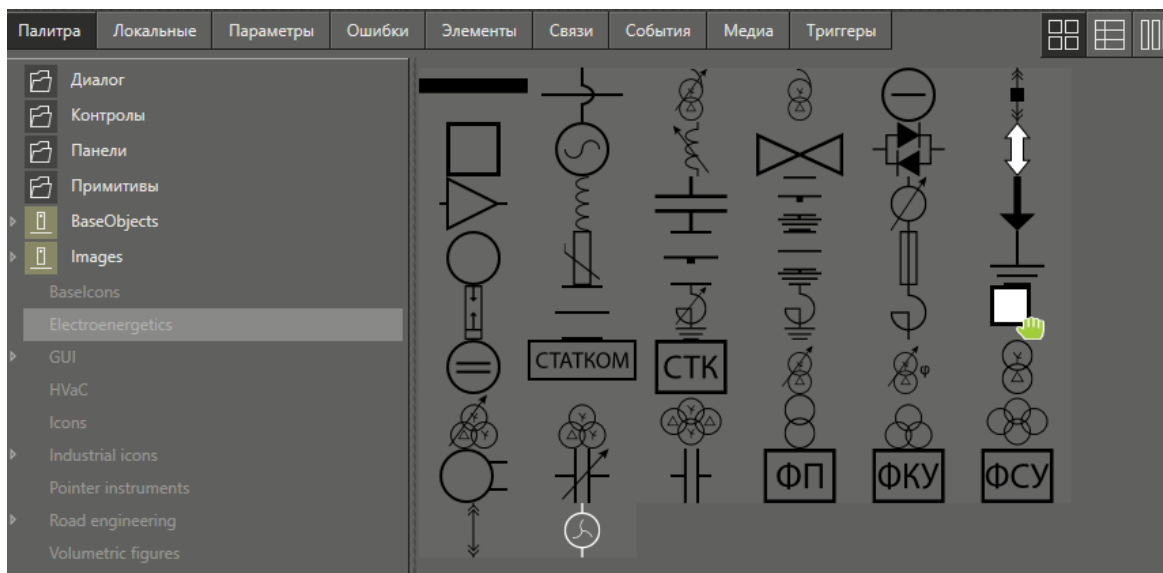 Палитра Локальные Параметры Ошибки Элементы Связи События Медиа Триггеры
Диалог
Контролы
Панели
Примитивы
BaseObjects
Images
BaseIcons
Electroenergetics
GUI
HVaC
Icons
Industrial icons
Pointer instruments
Road engineering
Volumetric figures
СТАТКОМ СТК
φ
ФП ФКУ ФСУ